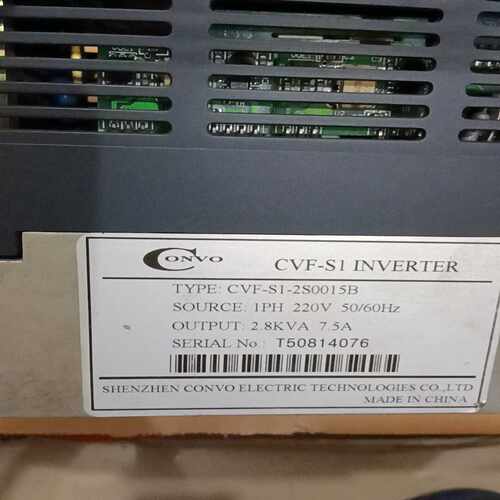 CONVO
CVF-S1 INVERTER
TYPE: CVF-S1-2S0015B
SOURCE: 1PH 220V 50/60Hz
OUTPUT: 2.8KVA 7.5A
SERIAL No: T50814076
SHENZHEN CONVO ELECTRIC TECHNOLOGIES CO.,LTD
MADE IN CHINA